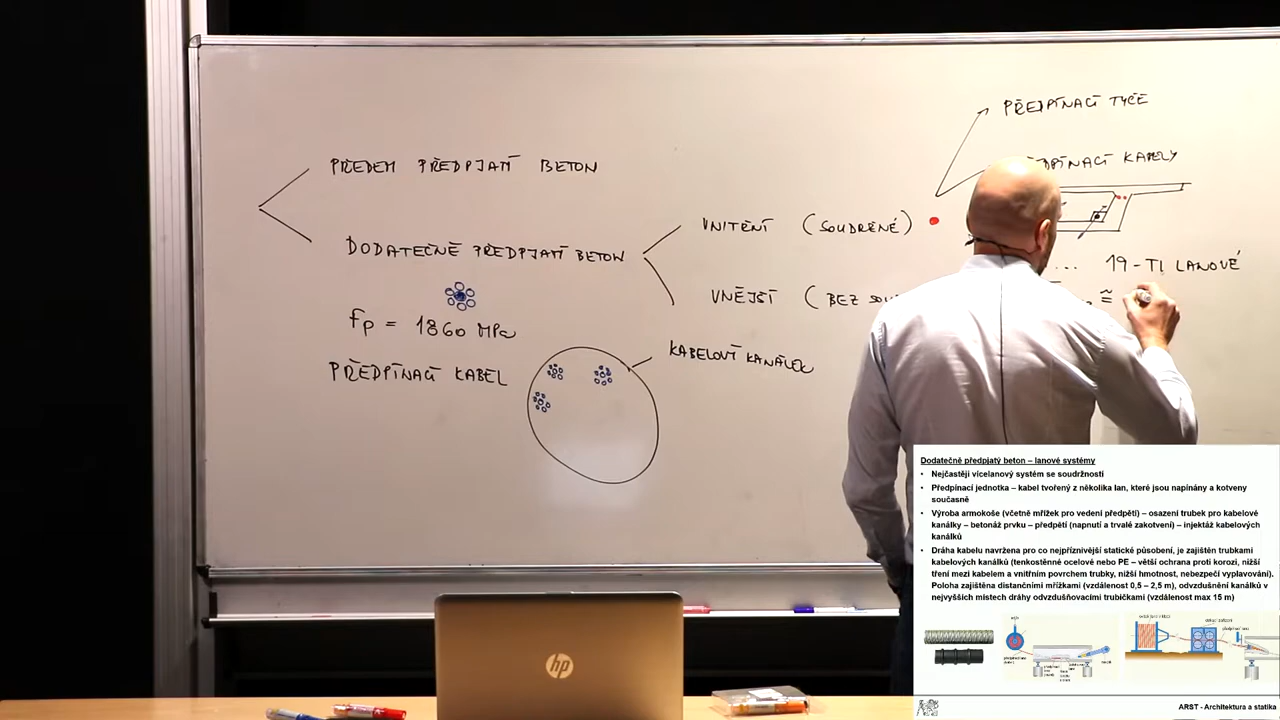 PŘEDPÍNACÍ TYČE
PŘEDEM PŘEDPJATÝ BETON
KABELY
VNITŘNÍ (SOUDRŽNÉ)
DODATEČNĚ PŘEDPJATÝ BETON
19-TI LANOVÉ
VNĚJŠÍ (BEZ
fp = 1860 MPa
KABELOVÝ KANÁLEK
PŘEDPÍNACÍ KABEL
Dodatečně předpjatý beton – lanové systémy
• Nejčastěji vícelanový systém se soudržností
• Předpínací jednotka – kabel tvořený z několika lan, které jsou napínány a kotveny
současně
• Výroba armokoše (včetně mřížek pro vedení předpětí) – osazení trubek pro kabelové
kanálky – betonáž prvku – předpětí (napnutí a trvalé zakotvení) – injektáž kabelových
kanálků
• Dráha kabelu navržena pro co nejpříznivější statické působení, je zajištěn trubkami
kabelových kanálků (tenkostěnné ocelové nebo PE – větší ochrana proti korozi, nižší
tření mezi kabelem a vnitřním povrchem trubky, nižší hmotnost, nebezpečí vyplavování).
Poloha zajištěna distančními mřížkami (vzdálenost 0,5 – 2,5 m), odvzdušnění kanálků v
nejvyšších místech dráhy odvzdušňovacími trubičkami (vzdálenost max 15 m)
hp
ARST - Architektura a statika